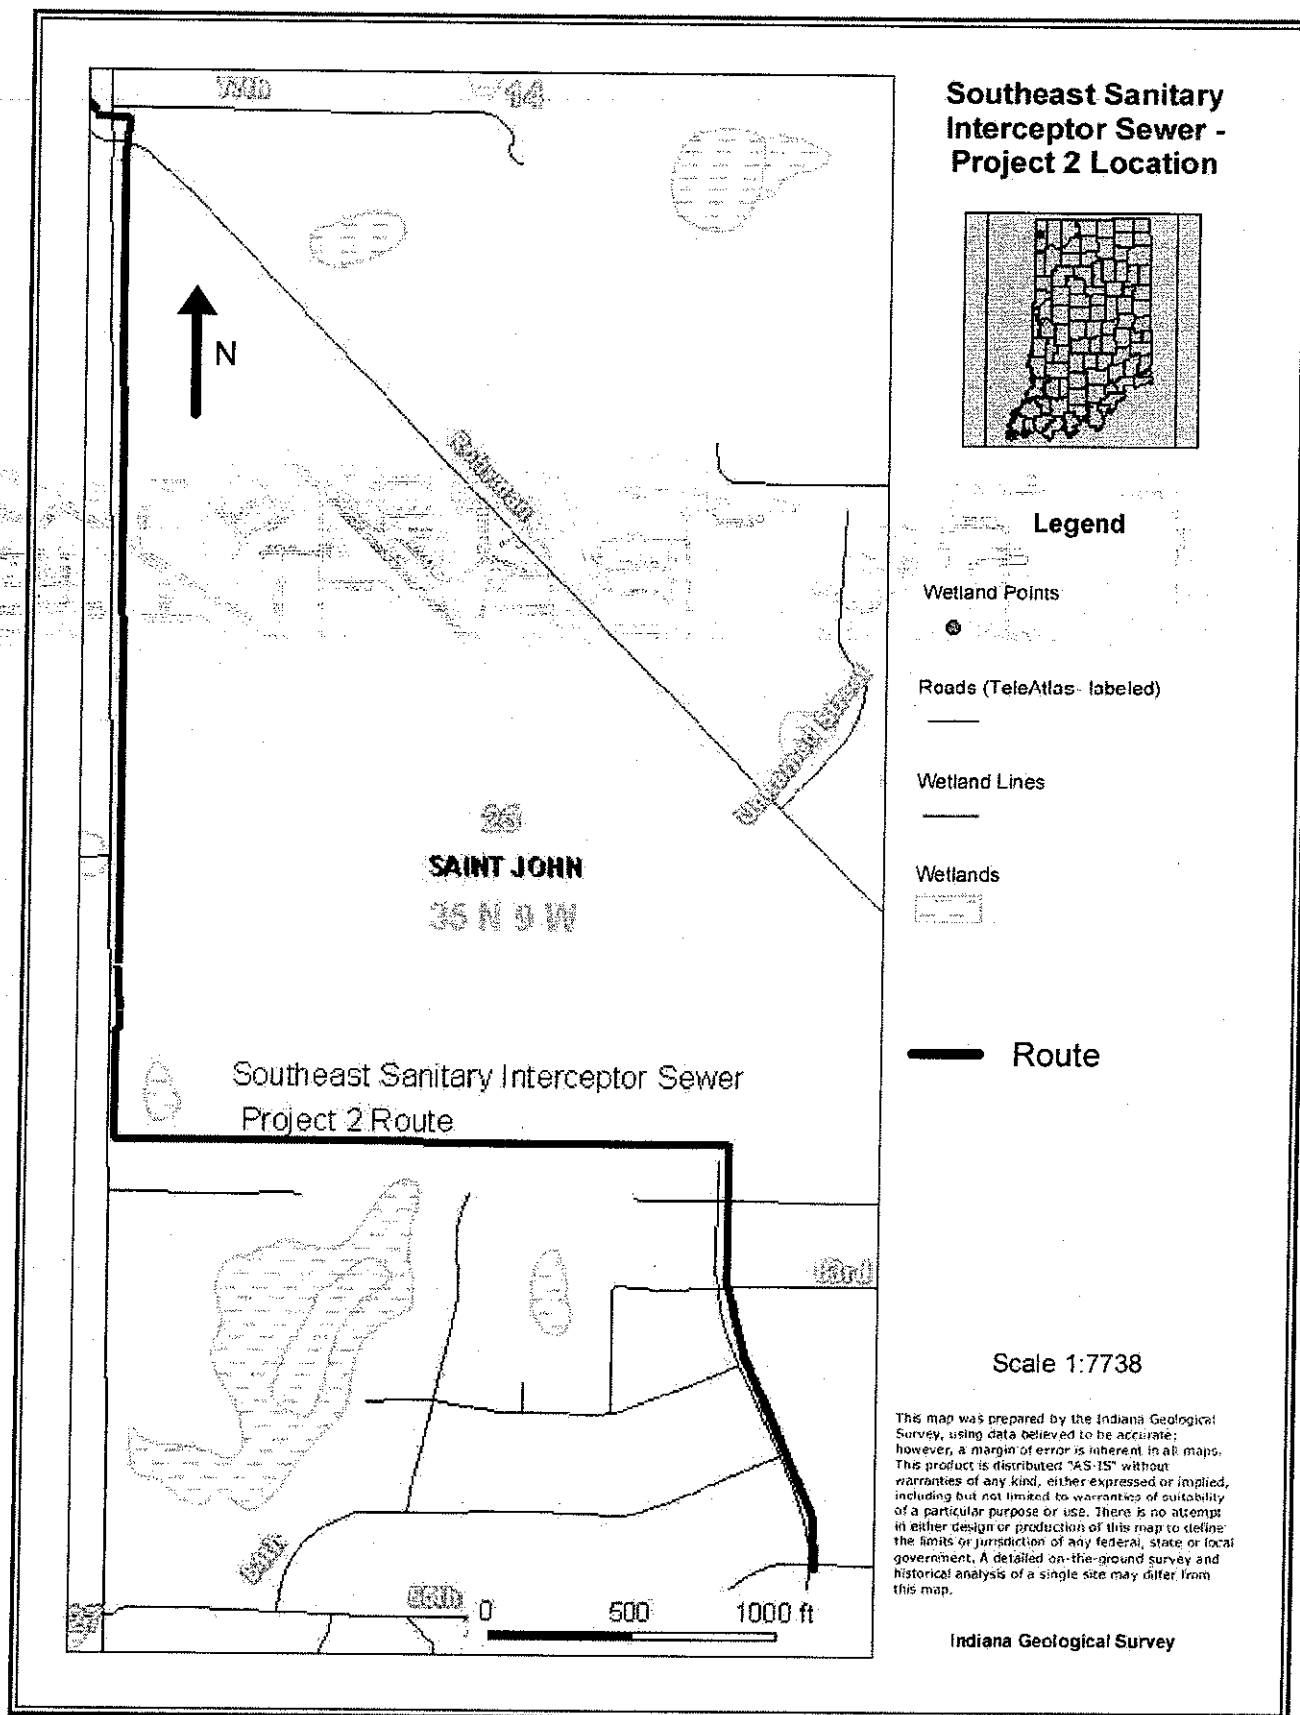 Southeast Sanitary
Interceptor Sewer -
Project 2 Location
44
N
Legend
Wetland Points
Roads (TeleAtlas- labeled)
Wetland Lines
Wetlands
Unnamed Street
SAINT JOHN
35 N 9 W
Route
Southeast Sanitary Interceptor Sewer
Project 2 Route
Scale 1:7738
0 500 1000 ft
This map was prepared by the Indiana Geological
Survey, using data believed to be accurate;
however, a margin of error is inherent in all maps.
This product is distributed "AS-IS" without
warranties of any kind, either expressed or implied,
including but not limited to warranties of suitability
of a particular purpose or use. There is no attempt
in either design or production of this map to define
the limits or jurisdiction of any federal, state or local
government. A detailed on-the-ground survey and
historical analysis of a single site may differ from
this map.
Indiana Geological Survey